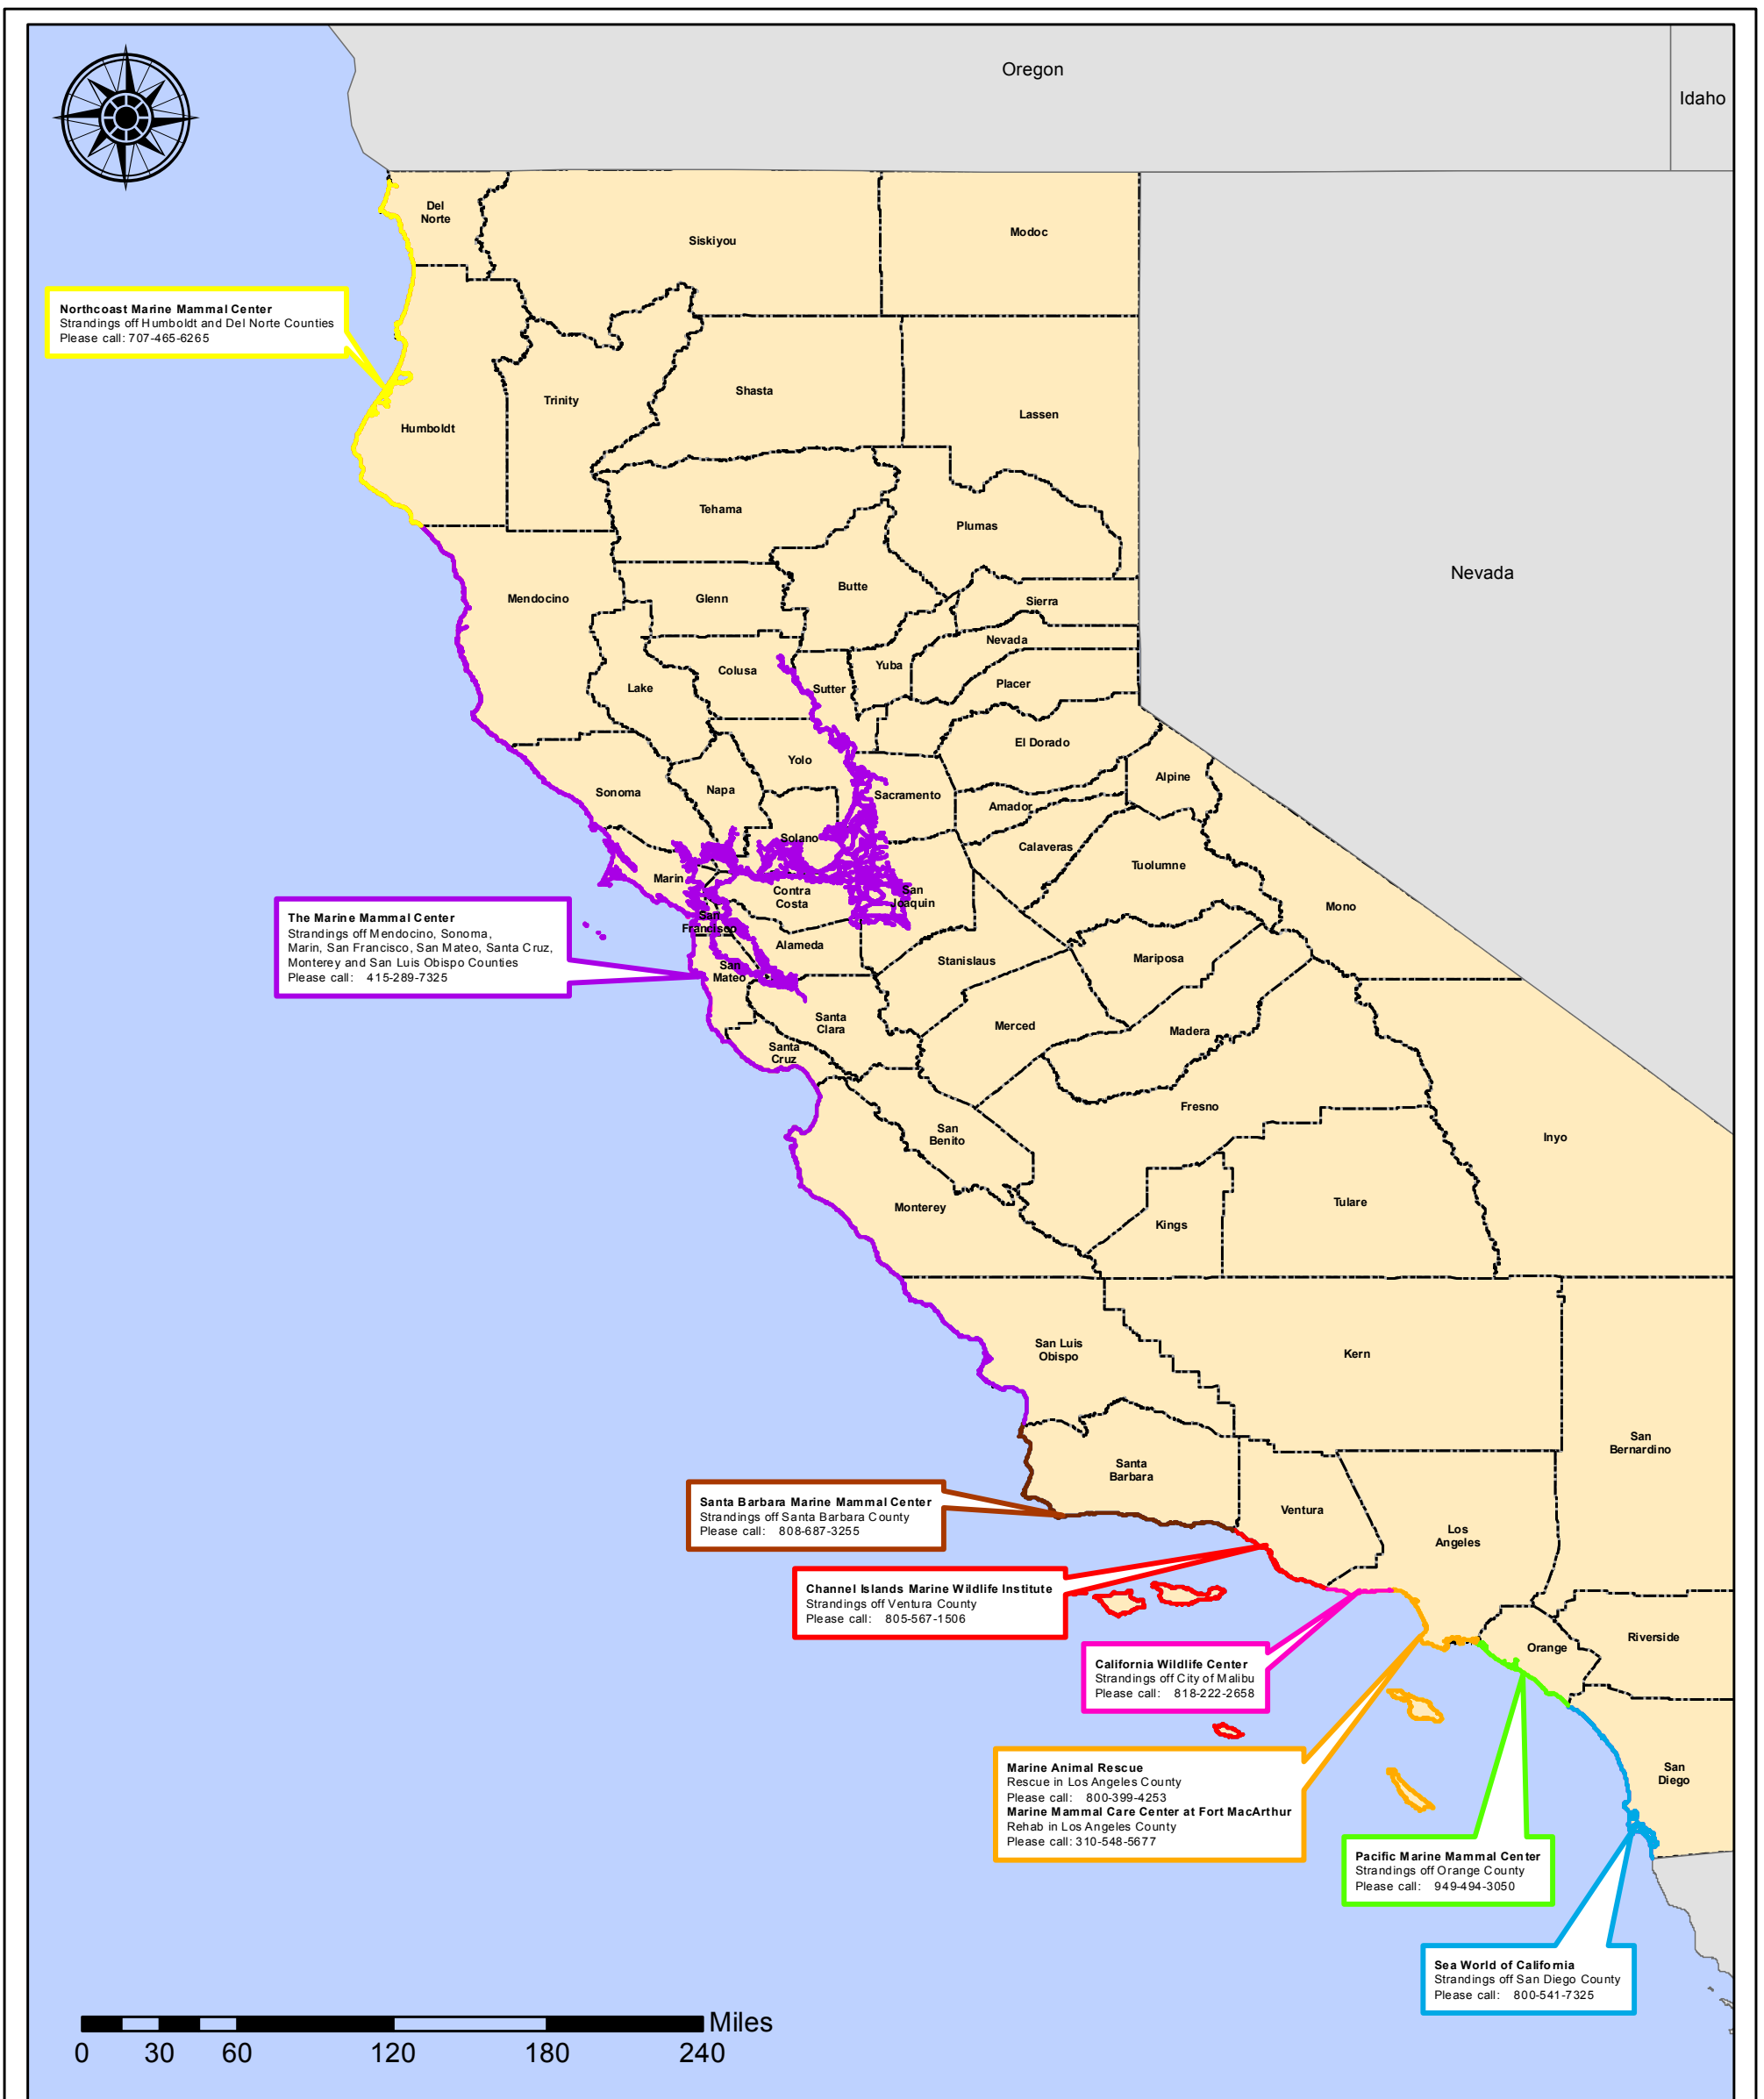 Oregon
Idaho
Del
Norte
Siskiyou
Modoc
Northcoast Marine Mammal Center
Strandings off Humboldt and Del Norte Counties
Please call: 707-465-6265
Humboldt
Trinity
Shasta
Lassen
Tehama
Plumas
Nevada
Mendocino
Glenn
Butte
Sierra
Nevada
Yuba
Colusa
Lake
Sutter
Placer
El Dorado
Yolo
Alpine
Sonoma
Napa
Sacramento
Amador
Solano
Calaveras
Tuolumne
Marin
Contra
Costa
San
Joaquin
Mono
San
Francisco
Alameda
Stanislaus
Mariposa
San
Mateo
The Marine Mammal Center
Strandings of Mendocino, Sonoma,
Marin, San Francisco, San Mateo, Santa Cruz,
Monterey and San Luis Obispo Counties
Please call: 415-289-7325
Santa
Clara
Merced
Madera
Santa
Cruz
Fresno
San
Benito
Inyo
Monterey
Kings
Tulare
San Luis
Obispo
Kern
San
Bernardino
Santa
Barbara
Ventura
Los
Angeles
Santa Barbara Marine Mammal Center
Strandings off Santa Barbara County
Please call: 808-687-3255
Channel Islands Marine Wildlife Institute
Strandings off Ventura County
Please call: 805-567-1506
Orange
Riverside
California Wildlife Center
Strandings off City of Malibu
Please call: 818-222-2658
San
Diego
Marine Animal Rescue
Rescue in Los Angeles County
Please call: 800-399-4253
Marine Mammal Care Center at Fort MacArthur
Rehab in Los Angeles County
Please call: 310-548-5677
Pacific Marine Mammal Center
Strandings off Orange County
Please call: 949-494-3050
Sea World of California
Strandings off San Diego County
Please call: 800-541-7325
Miles
0 30 60 120 180 240